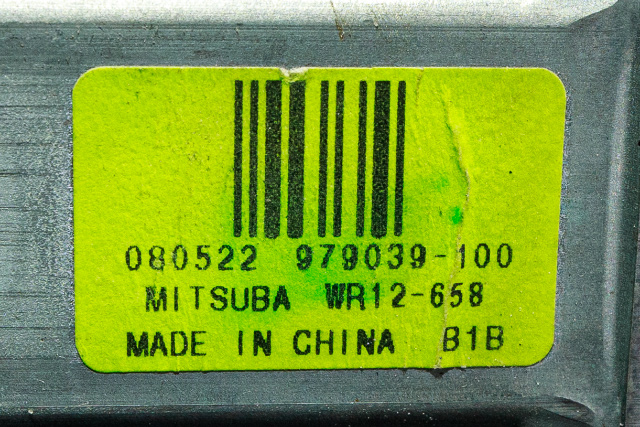 080522 979039-100
MITSUBA WR12-658
MADE IN CHINA B1B